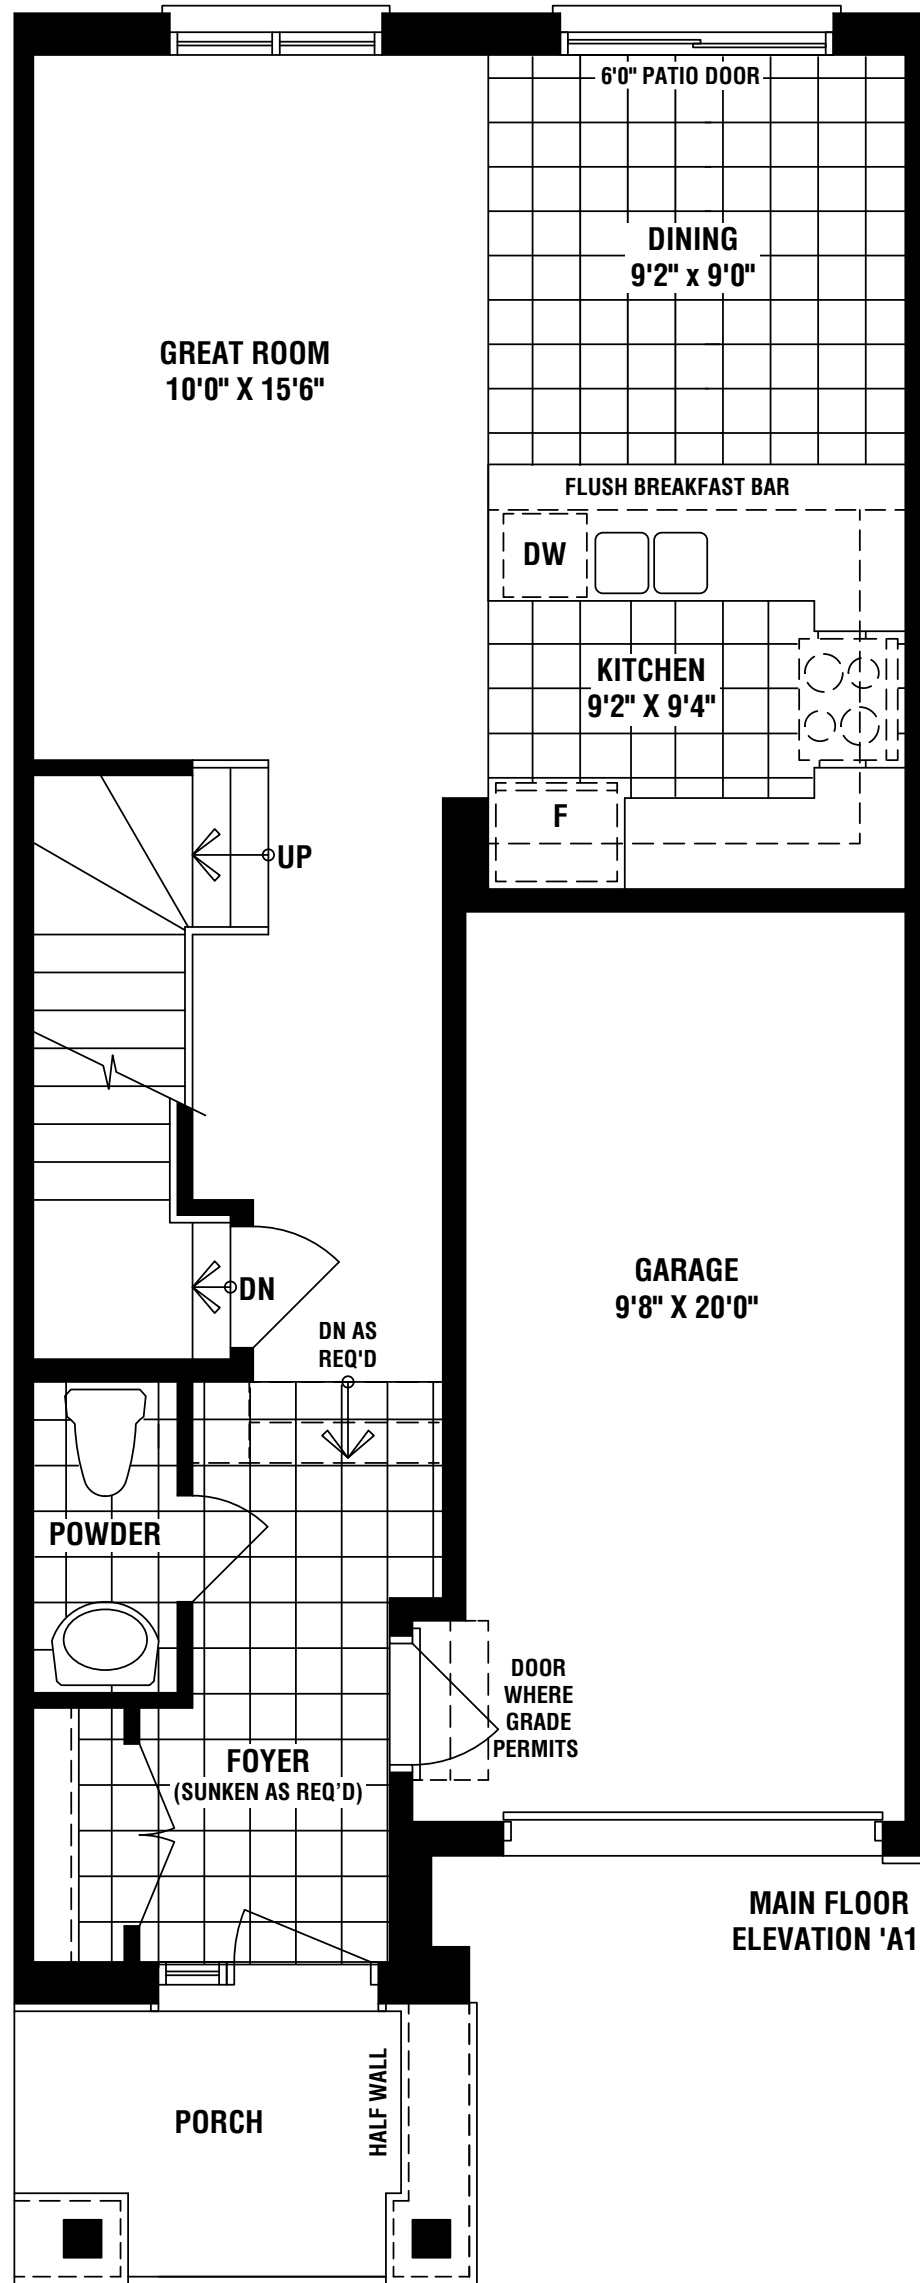 6'0" PATIO DOOR
DINING
9'2" x 9'0"
GREAT ROOM
10'0" X 15'6"
FLUSH BREAKFAST BAR
DW
KITCHEN
9'2" X 9'4"
F
UP
GARAGE
9'8" X 20'0"
DN
DN AS
REQ'D
POWDER
DOOR
WHERE
GRADE
PERMITS
FOYER
(SUNKEN AS REQ'D)
MAIN FLOOR
ELEVATION 'A1
HALF WALL
PORCH